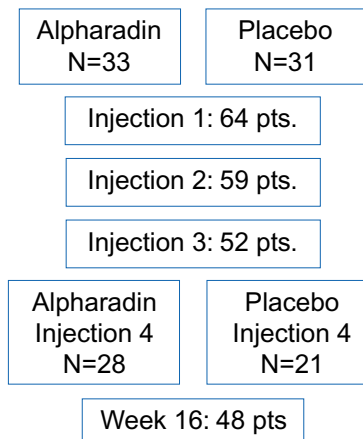 Alpharadin
N=33
Placebo
N=31
Injection 1: 64 pts.
Injection 2: 59 pts.
Injection 3: 52 pts.
Alpharadin
Injection 4
N=28
Placebo
Injection 4
N=21
Week 16: 48 pts